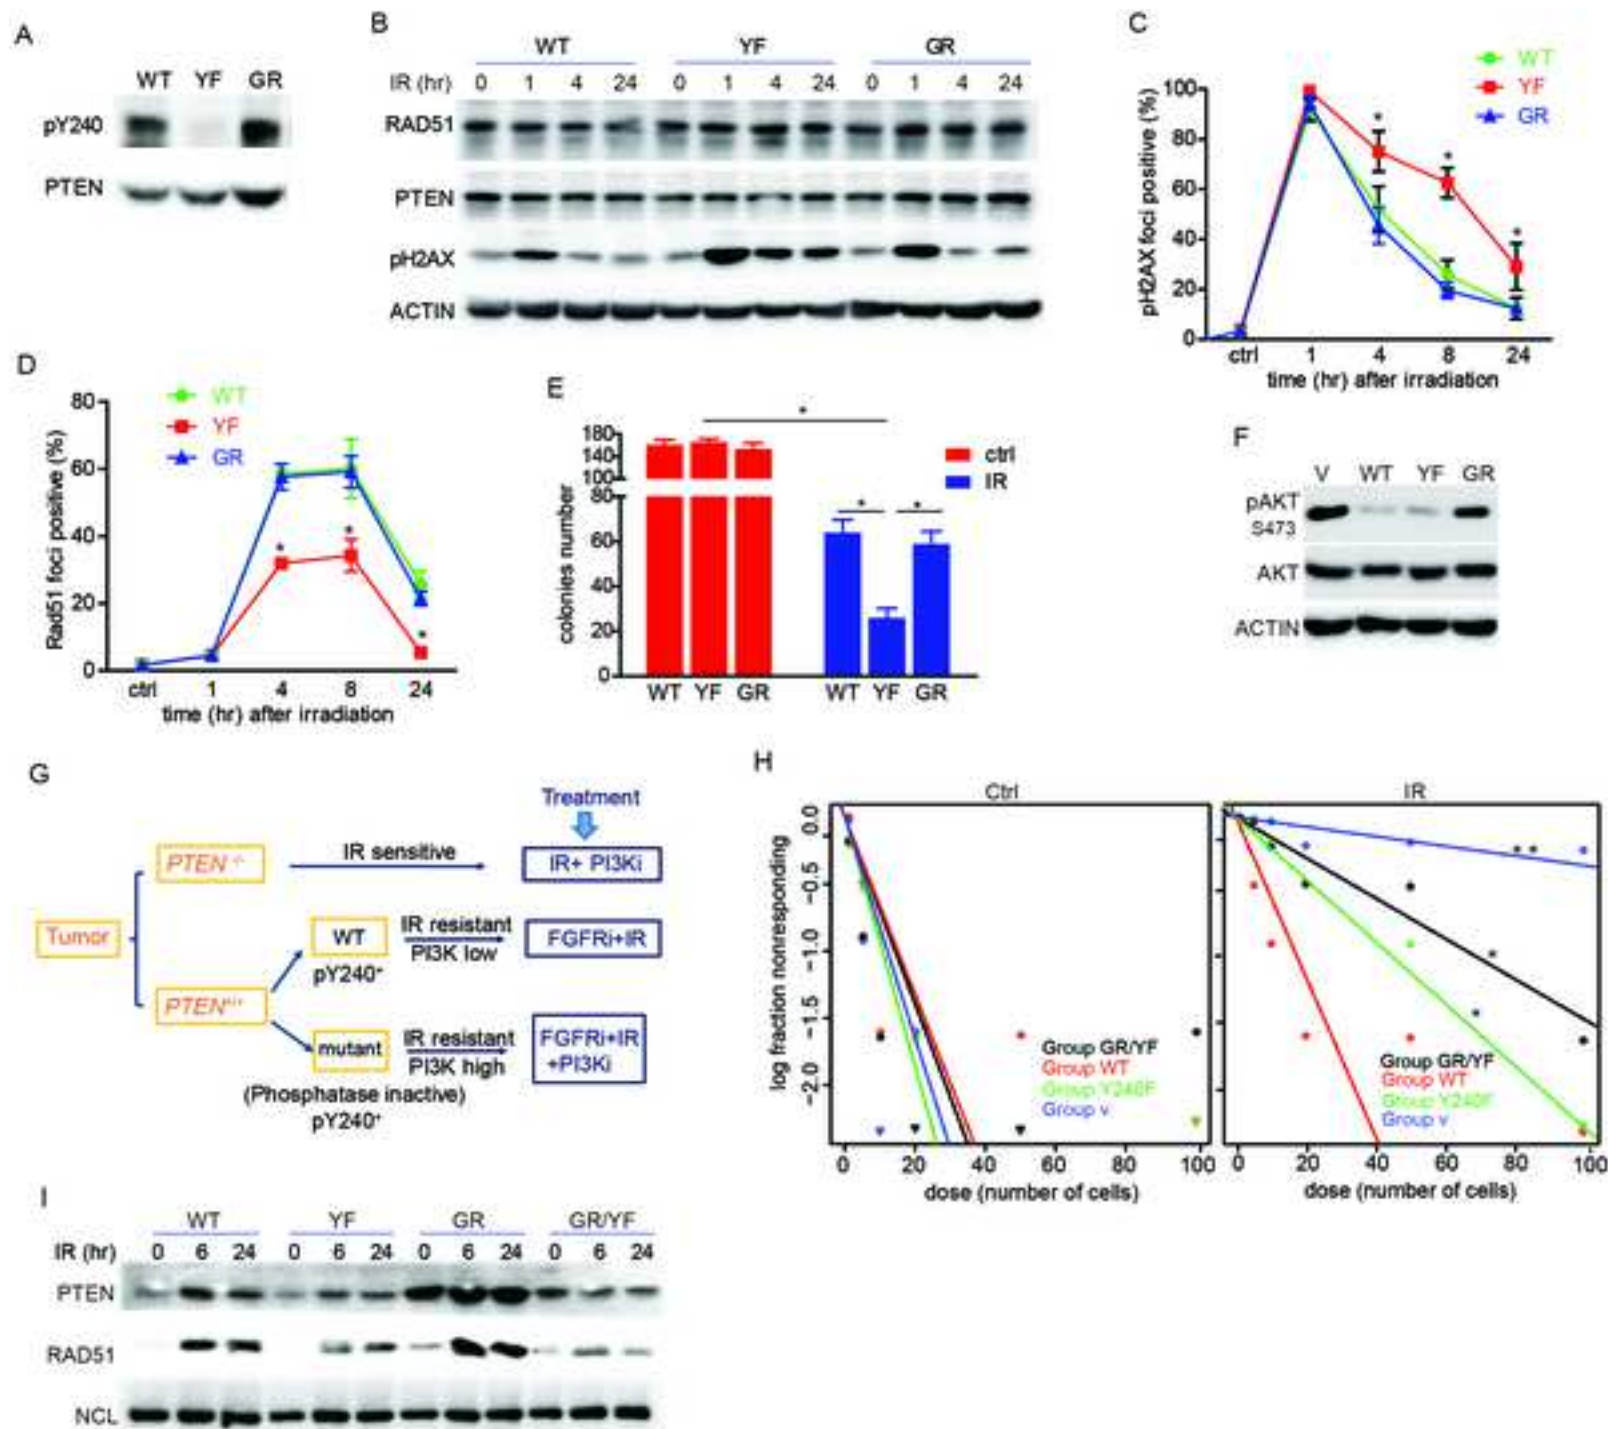 A
WT YF GR
pY240
PTEN
B
WT YF GR
IR (hr) 0 1 4 24 0 1 4 24 0 1 4 24
RAD51
PTEN
pH2AX
ACTIN
C
WT
YF
GR
pH2AX foci positive (%)
100
80
60
40
20
0
* * *
ctrl 1 4 8 24
time (hr) after irradiation
D
WT
YF
GR
Rad51 foci positive (%)
80
60
40
20
0
* * *
ctrl 1 4 8 24
time (hr) after irradiation
E
ctrl
IR
colonies number
180
140
100
80
60
40
20
0
* * *
WT YF GR WT YF GR
F
V WT YF GR
pAKT
S473
AKT
ACTIN
G
Treatment
Tumor
PTEN -/-
IR sensitive
IR+ PI3Ki
WT
pY240+
IR resistant
PI3K low
FGFRi+IR
PTEN+/+
mutant
IR resistant
PI3K high
FGFRi+IR
+PI3Ki
(Phosphatase inactive)
pY240+
H
Ctrl IR
log fraction nonresponding
0.0
-0.5
-1.0
-1.5
-2.0
**
Group GR/YF
Group WT
Group Y240F
Group v
Group GR/YF
Group WT
Group Y240F
Group v
0 20 40 60 80 100
0 20 40 60 80 100
dose (number of cells) dose (number of cells)
I
WT YF GR GR/YF
IR (hr) 0 6 24 0 6 24 0 6 24 0 6 24
PTEN
RAD51
NCL